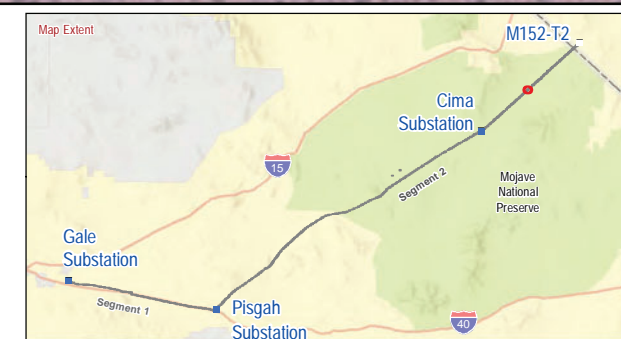 Map Extent
M152-T2
Cima
Substation
15
Segment 2
Mojave
National
Preserve
Gale
Substation
Segment 1
Pisgah
Substation
40